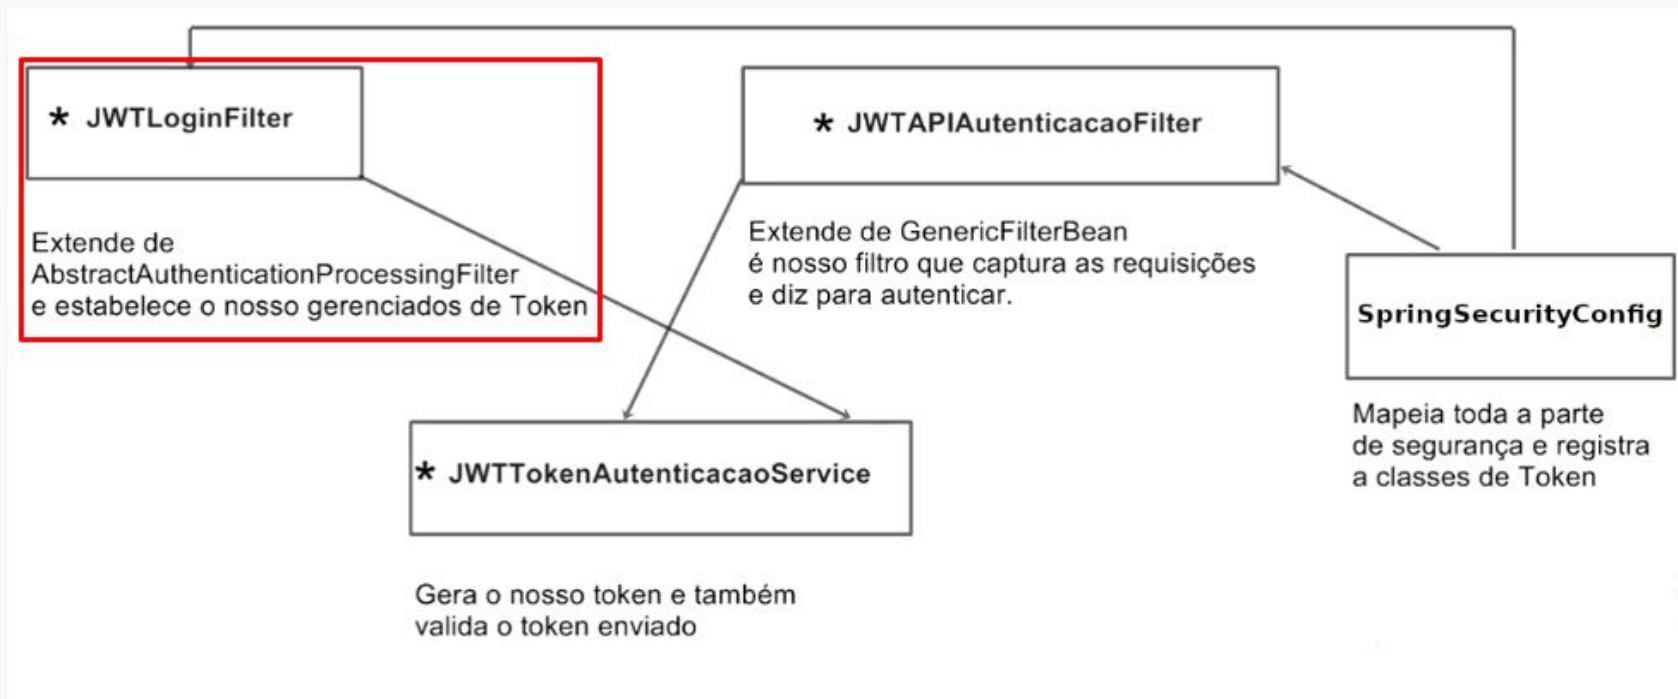 * JWTLoginFilter
Extende de
AbstractAuthenticationProcessingFilter
e estabelece o nosso gerenciados de Token
* JWTAPIAutenticacaoFilter
Extende de GenericFilterBean
é nosso filtro que captura as requisições
e diz para autenticar.
SpringSecurityConfig
Mapeia toda a parte
de segurança e registra
a classes de Token
* JWTTokenAutenticacaoService
Gera o nosso token e também
valida o token enviado